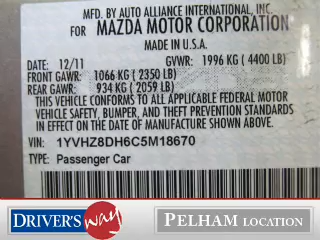 MFD. BY AUTO ALLIANCE INTERNATIONAL, INC.
FOR MAZDA MOTOR CORPORATION
MADE IN U.S.A.
DATE: 12/11 GVWR: 1996 KG (4400 LB)
FRONT GAWR: 1066 KG (2350 LB)
REAR GAWR: 934 KG (2059 LB)
THIS VEHICLE CONFORMS TO ALL APPLICABLE FEDERAL MOTOR
VEHICLE SAFETY, BUMPER, AND THEFT PREVENTION STANDARDS
IN EFFECT ON THE DATE OF MANUFACTURE SHOWN ABOVE.
VIN: 1YVHZ8DH6C5M18670
TYPE: Passenger Car
DRIVER'S Way
PELHAM LOCATION